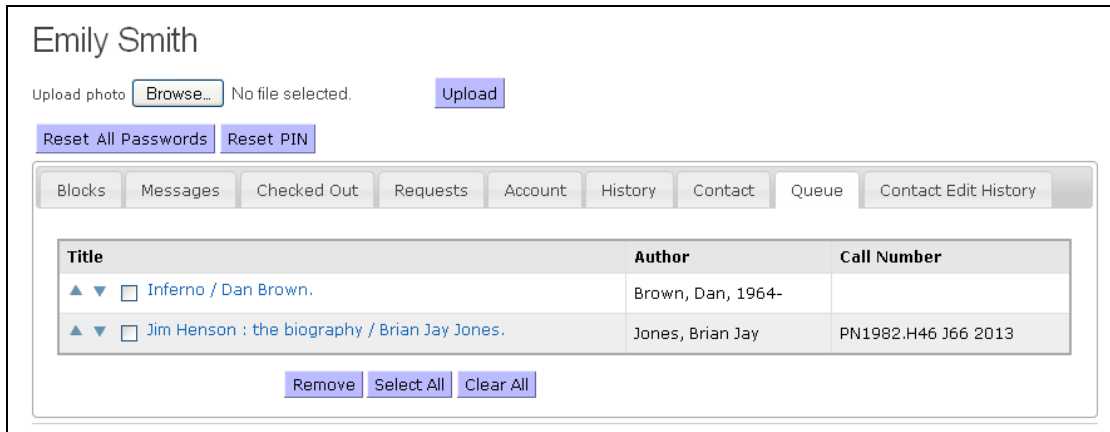 Emily Smith
Upload photo Browse... No file selected. Upload
Reset All Passwords Reset PIN
Blocks Messages Checked Out Requests Account History Contact Queue Contact Edit History
Title Author Call Number
Inferno / Dan Brown. Brown, Dan, 1964-
Jim Henson : the biography / Brian Jay Jones. Jones, Brian Jay PN1982.H46 J66 2013
Remove Select All Clear All